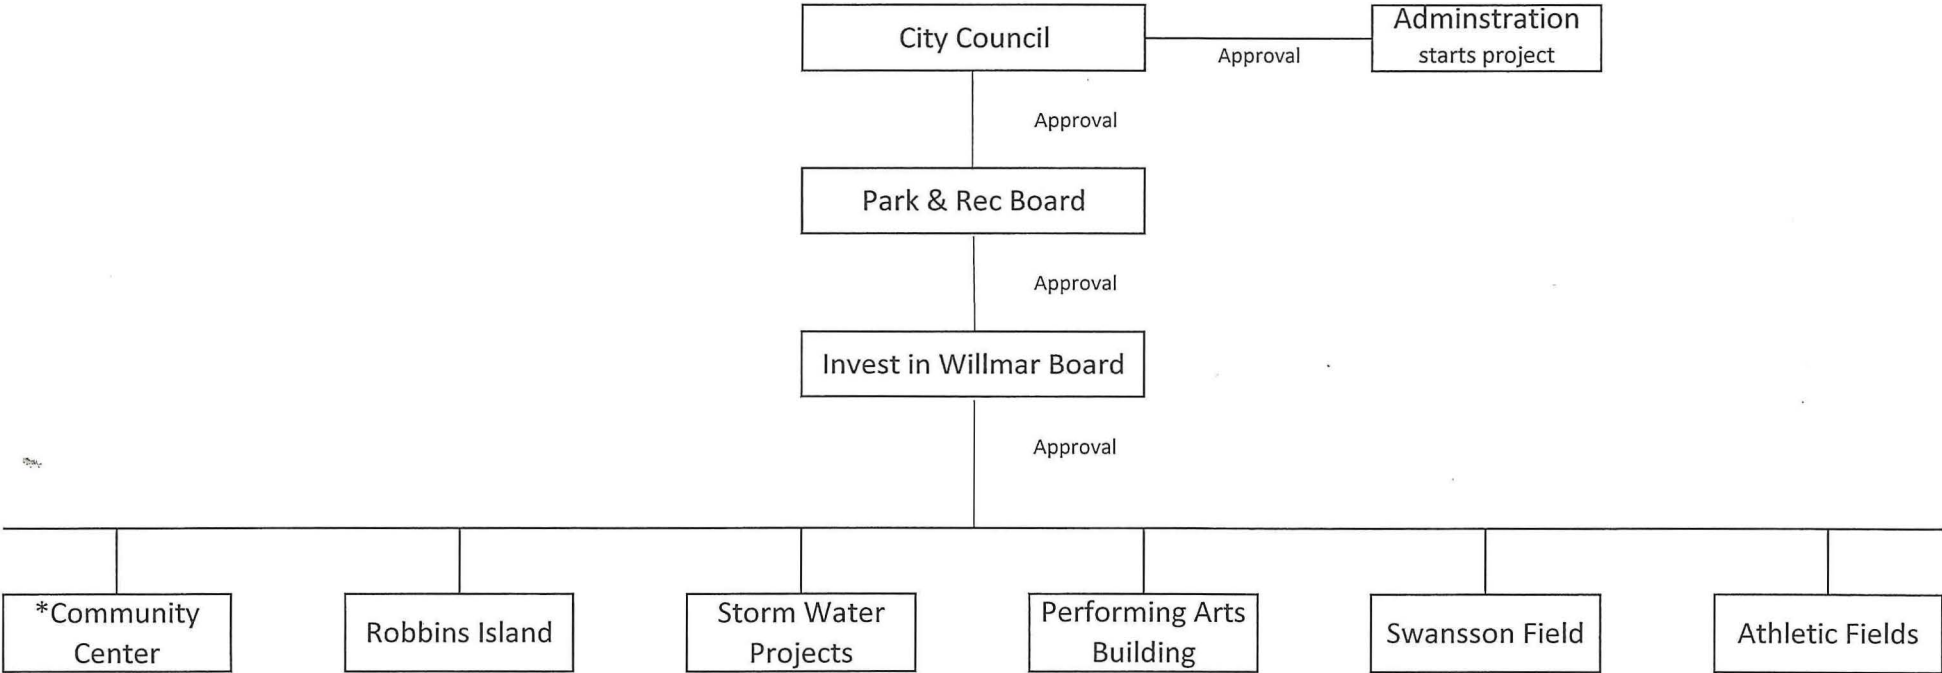 City Council
Adminstration
starts project
Approval
Approval
Park & Rec Board
Approval
Invest in Willmar Board
Approval
*Community
Center
Robbins Island
Storm Water
Projects
Performing Arts
Building
Swansson Field
Athletic Fields